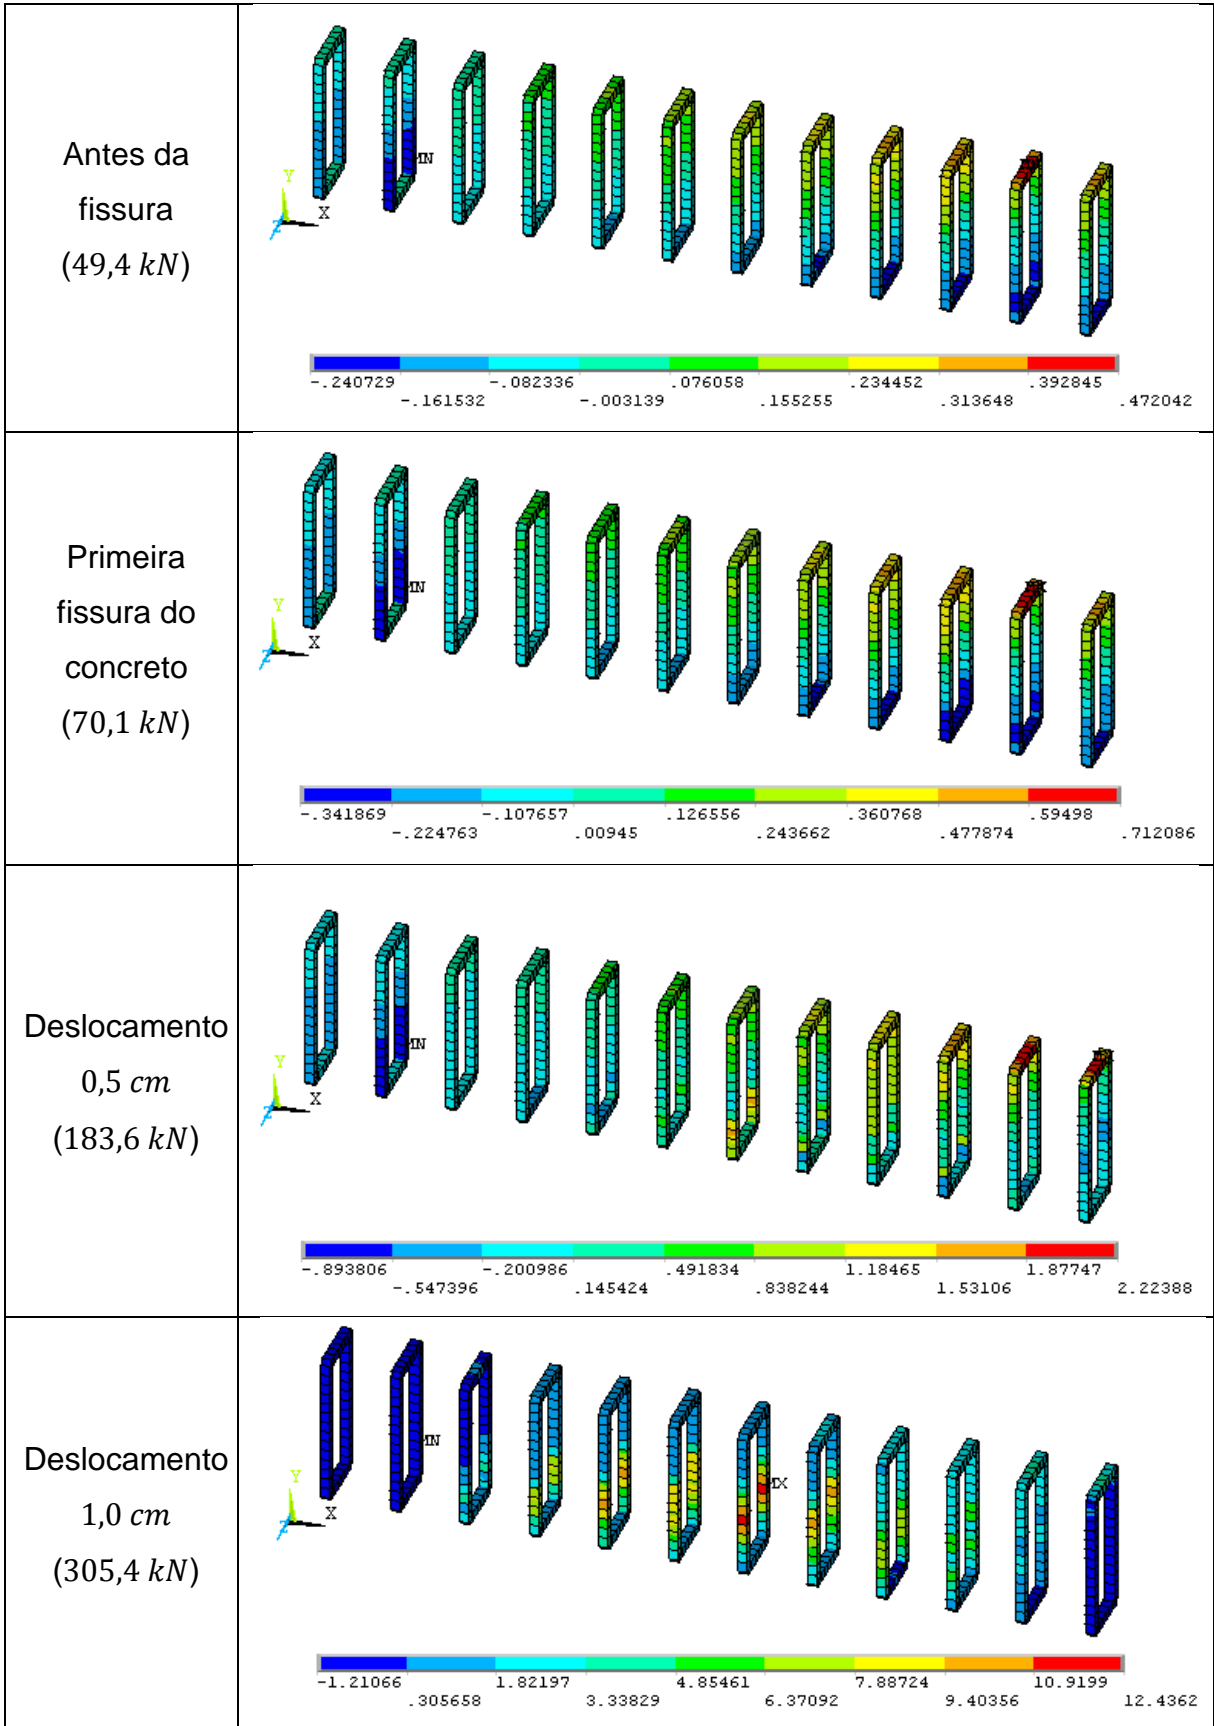 Antes da
fissura
(49,4 kN)
MN
Y
X
Z
-.240729 -.082336 .076058 .234452 .392845
-.161532 -.003139 .155255 .313648 .472042
Primeira
fissura do
concreto
(70,1 kN)
MN
Y
X
Z
-.341869 -.107657 .126556 .360768 .59498
-.224763 .00945 .243662 .477874 .712086
Deslocamento
0,5 cm
(183,6 kN)
MN
Y
X
Z
-.893806 -.200986 .491834 1.18465 1.87747
-.547396 .145424 .838244 1.53106 2.22388
Deslocamento
1,0 cm
(305,4 kN)
MN
MX
Y
X
Z
-1.21066 1.82197 4.85461 7.88724 10.9199
.305658 3.33829 6.37092 9.40356 12.4362